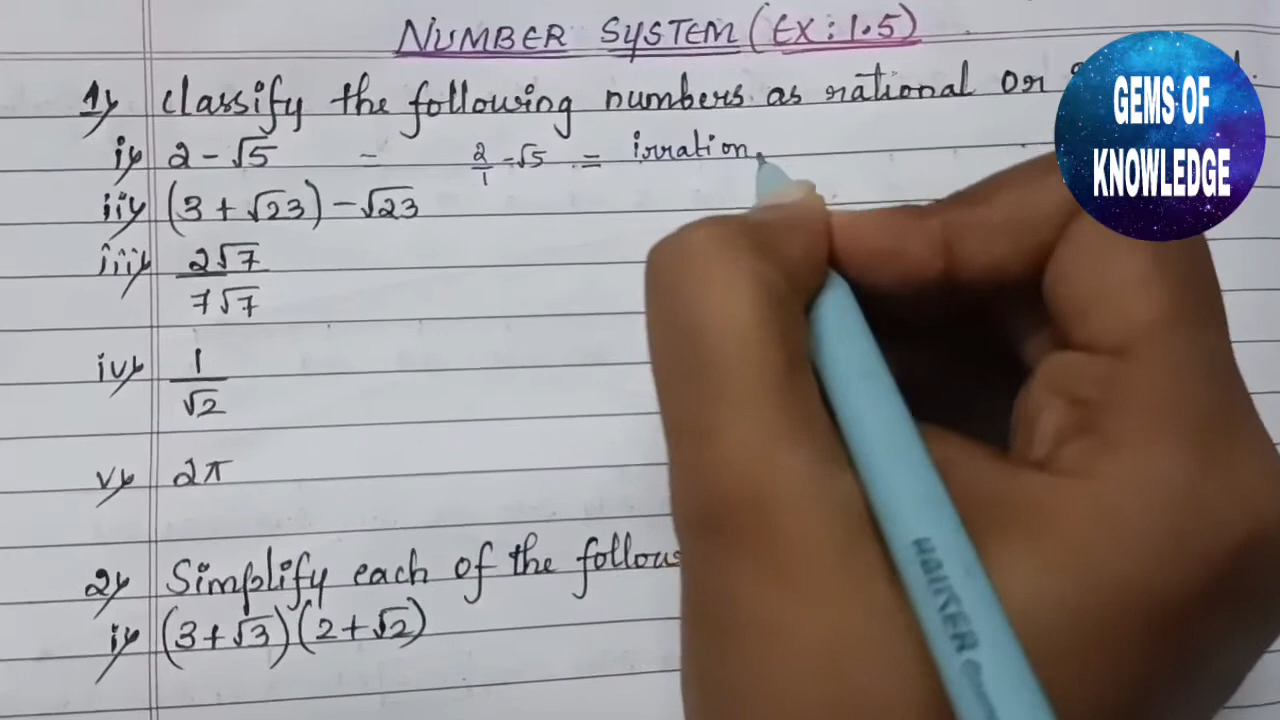 NUMBER SYSTEM (EX: 1.5)
1) Classify the following numbers as rational or
i) 2 - √5 - 2/1 - √5 = irration
ii) (3 + √23) - √23
iii) 2√7 / 7√7
iv) 1 / √2
v) 2π
2) Simplify each of the
i) (3+√3)(2+√2)
GEMS OF
KNOWLEDGE
HAUSER